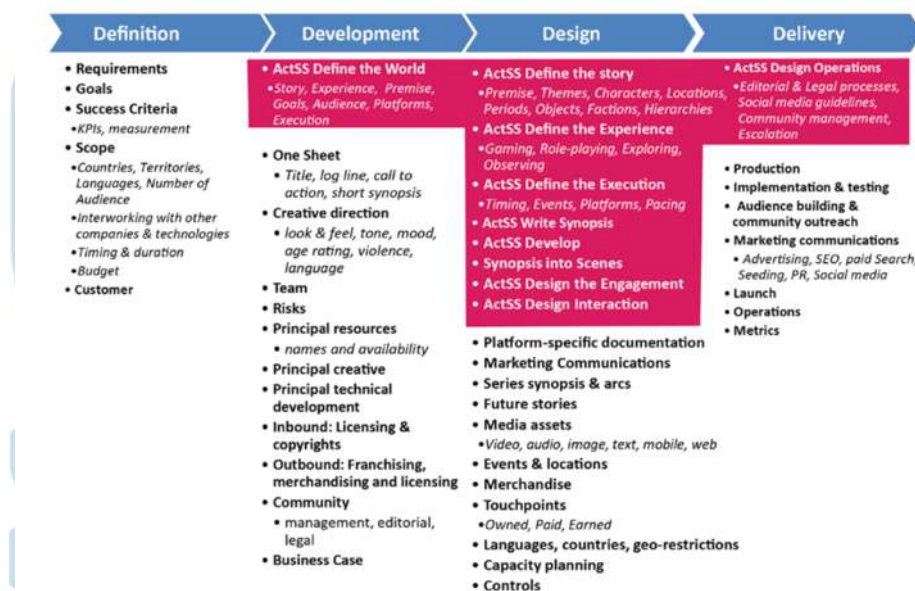 Definition
Development
Design
Delivery
• Requirements
• Goals
• Success Criteria
•KPIs, measurement
• Scope
•Countries, Territories,
Languages, Number of
Audience
•Interworking with other
companies & technologies
•Timing & duration
•Budget
• Customer
• ActSS Define the World
•Story, Experience, Premise,
Goals, Audience, Platforms,
Execution
• One Sheet
• Title, log line, call to
action, short synopsis
• Creative direction
• look & feel, tone, mood,
age rating, violence,
language
• Team
• Risks
• Principal resources
• names and availability
• Principal creative
• Principal technical
development
• Inbound: Licensing &
copyrights
• Outbound: Franchising,
merchandising and licensing
• Community
• management, editorial,
legal
• Business Case
• ActSS Define the story
•Premise, Themes, Characters, Locations,
Periods, Objects, Factions, Hierarchies
• ActSS Define the Experience
•Gaming, Role-playing, Exploring,
Observing
• ActSS Define the Execution
•Timing, Events, Platforms, Pacing
• ActSS Write Synopsis
• ActSS Develop
• Synopsis into Scenes
• ActSS Design the Engagement
• ActSS Design Interaction
• Platform-specific documentation
• Marketing Communications
• Series synopsis & arcs
• Future stories
• Media assets
•Video, audio, image, text, mobile, web
• Events & locations
• Merchandise
• Touchpoints
•Owned, Paid, Earned
• Languages, countries, geo-restrictions
• Capacity planning
• Controls
• ActSS Design Operations
•Editorial & Legal processes,
Social media guidelines,
Community management,
Escalation
• Production
• Implementation & testing
• Audience building &
community outreach
• Marketing communications
• Advertising, SEO, paid Search,
Seeding, PR, Social media
• Launch
• Operations
• Metrics